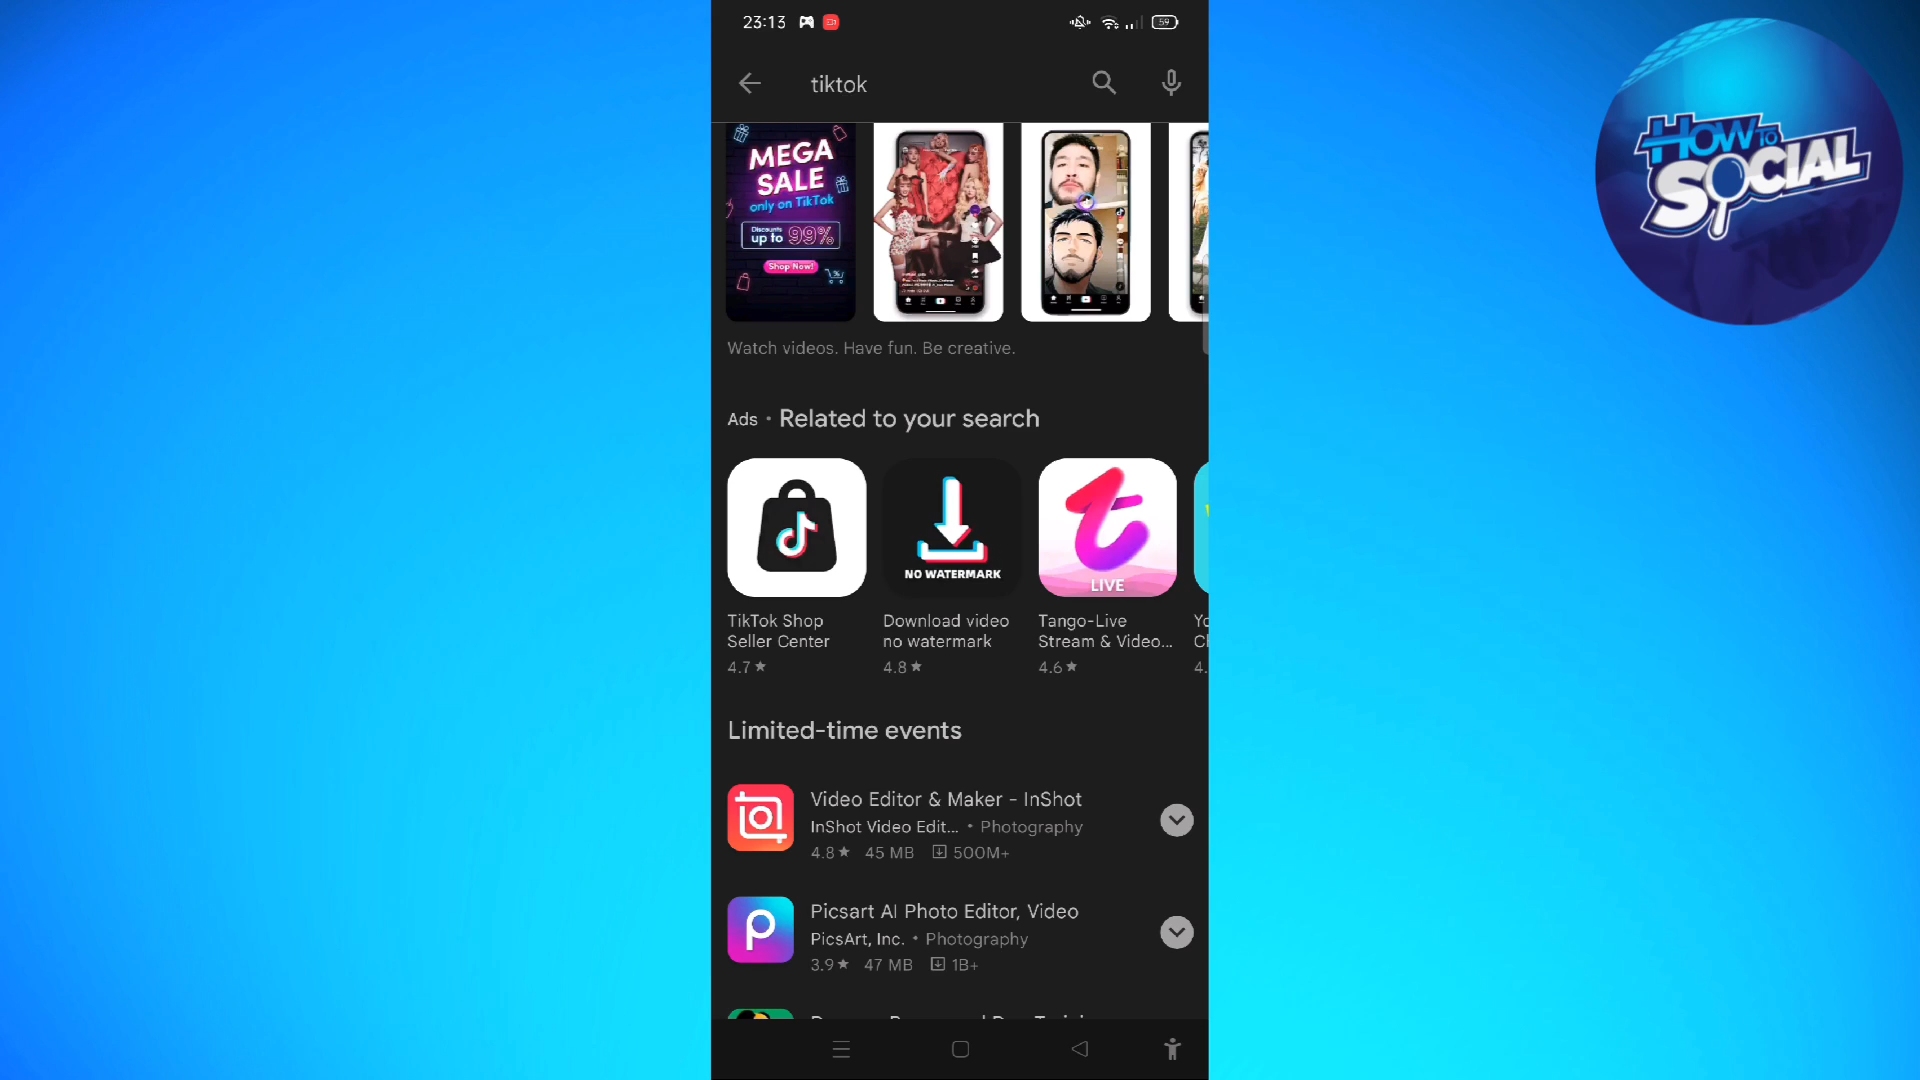 23:13
59
tiktok
HOW TO
SOCIAL
MEGA
SALE
only on TikTok
Discounts
up to 99%
Shop Now!
Watch videos. Have fun. Be creative.
Ads • Related to your search
NO WATERMARK
LIVE
TikTok Shop
Seller Center
4.7★
Download video
no watermark
4.8★
Tango-Live
Stream & Video...
4.6★
Limited-time events
Video Editor & Maker - InShot
InShot Video Edit... • Photography
4.8★ 45 MB 500M+
Picsart AI Photo Editor, Video
PicsArt, Inc. • Photography
3.9★ 47 MB 1B+